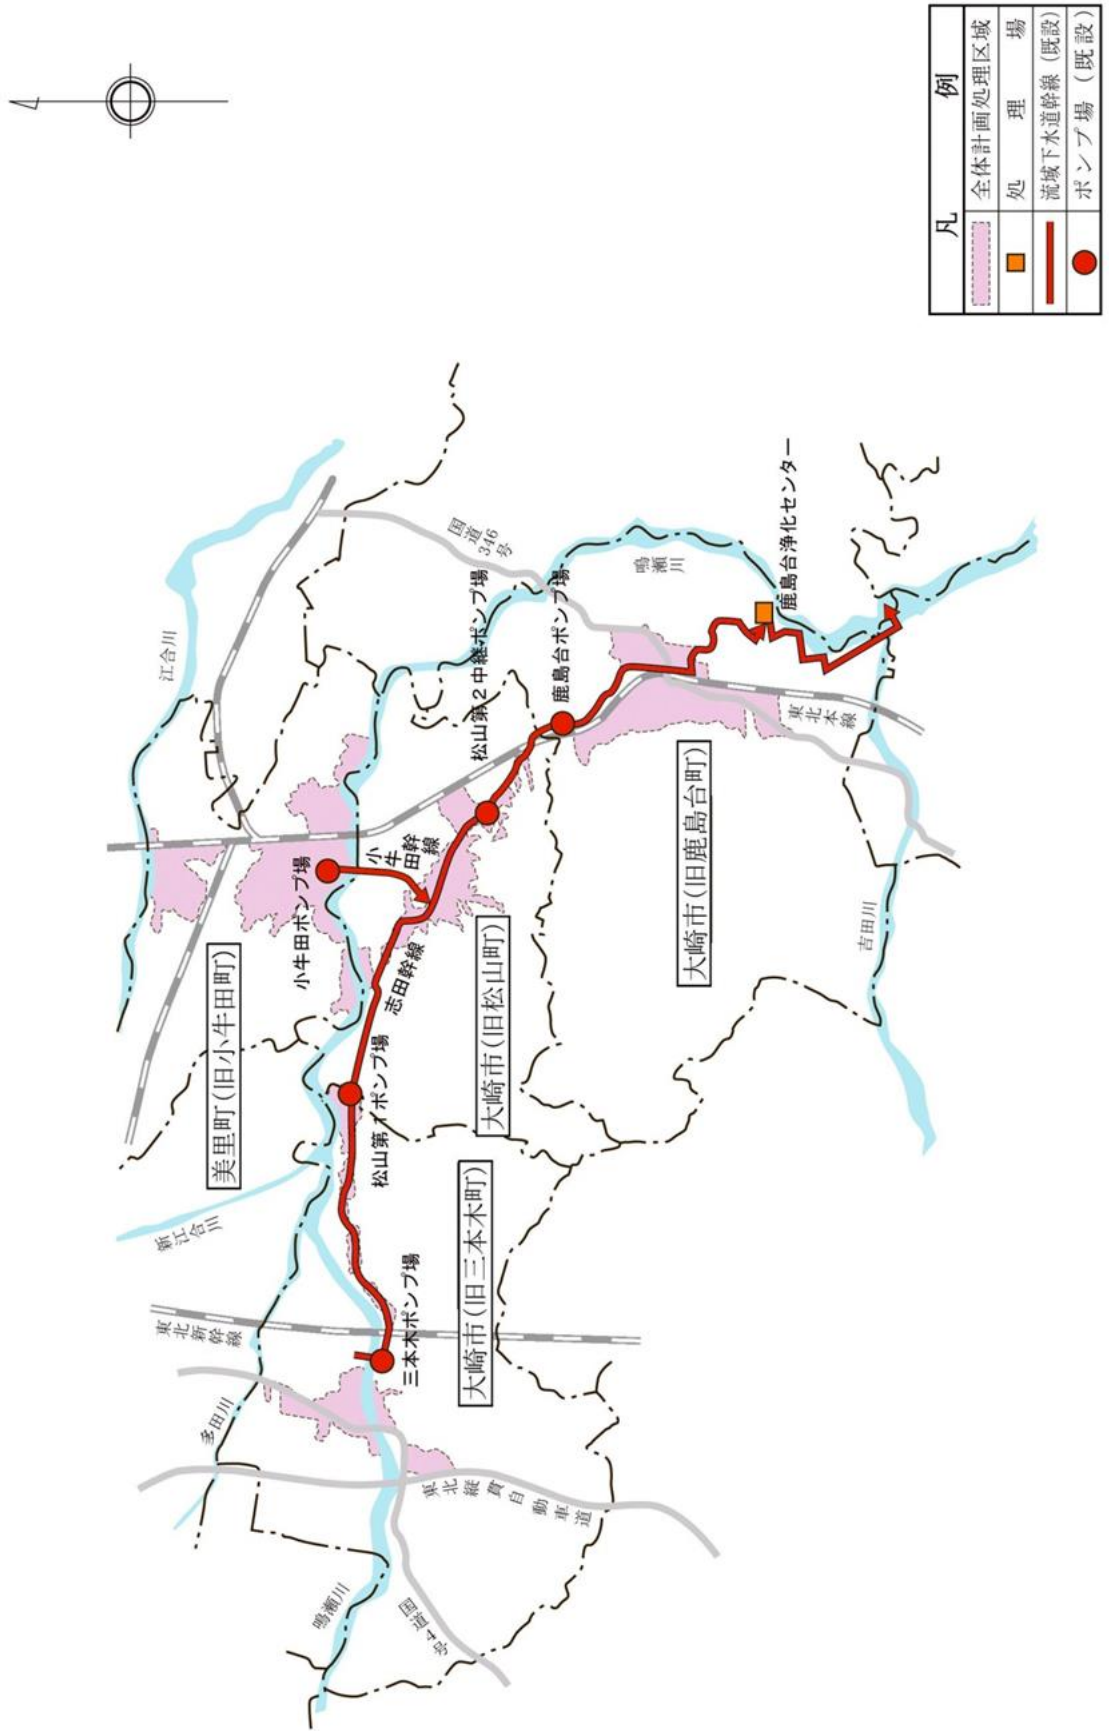 多田川
鳴瀬川
国道4号
東北縦貫自動車道
東北新幹線
新江合川
三本木ポンプ場
大崎市(旧三本木町)
美里町(旧小牛田町)
松山第1ポンプ場
志田幹線
小牛田ポンプ場
小牛田幹線
大崎市(旧松山町)
江合川
松山第2中継ポンプ場
国道346号
鹿島台ポンプ場
鳴瀬川
大崎市(旧鹿島台町)
東北本線
鹿島台浄化センター
吉田川
凡例
全体計画処理区域
処理場
流域下水道幹線(既設)
ポンプ場(既設)